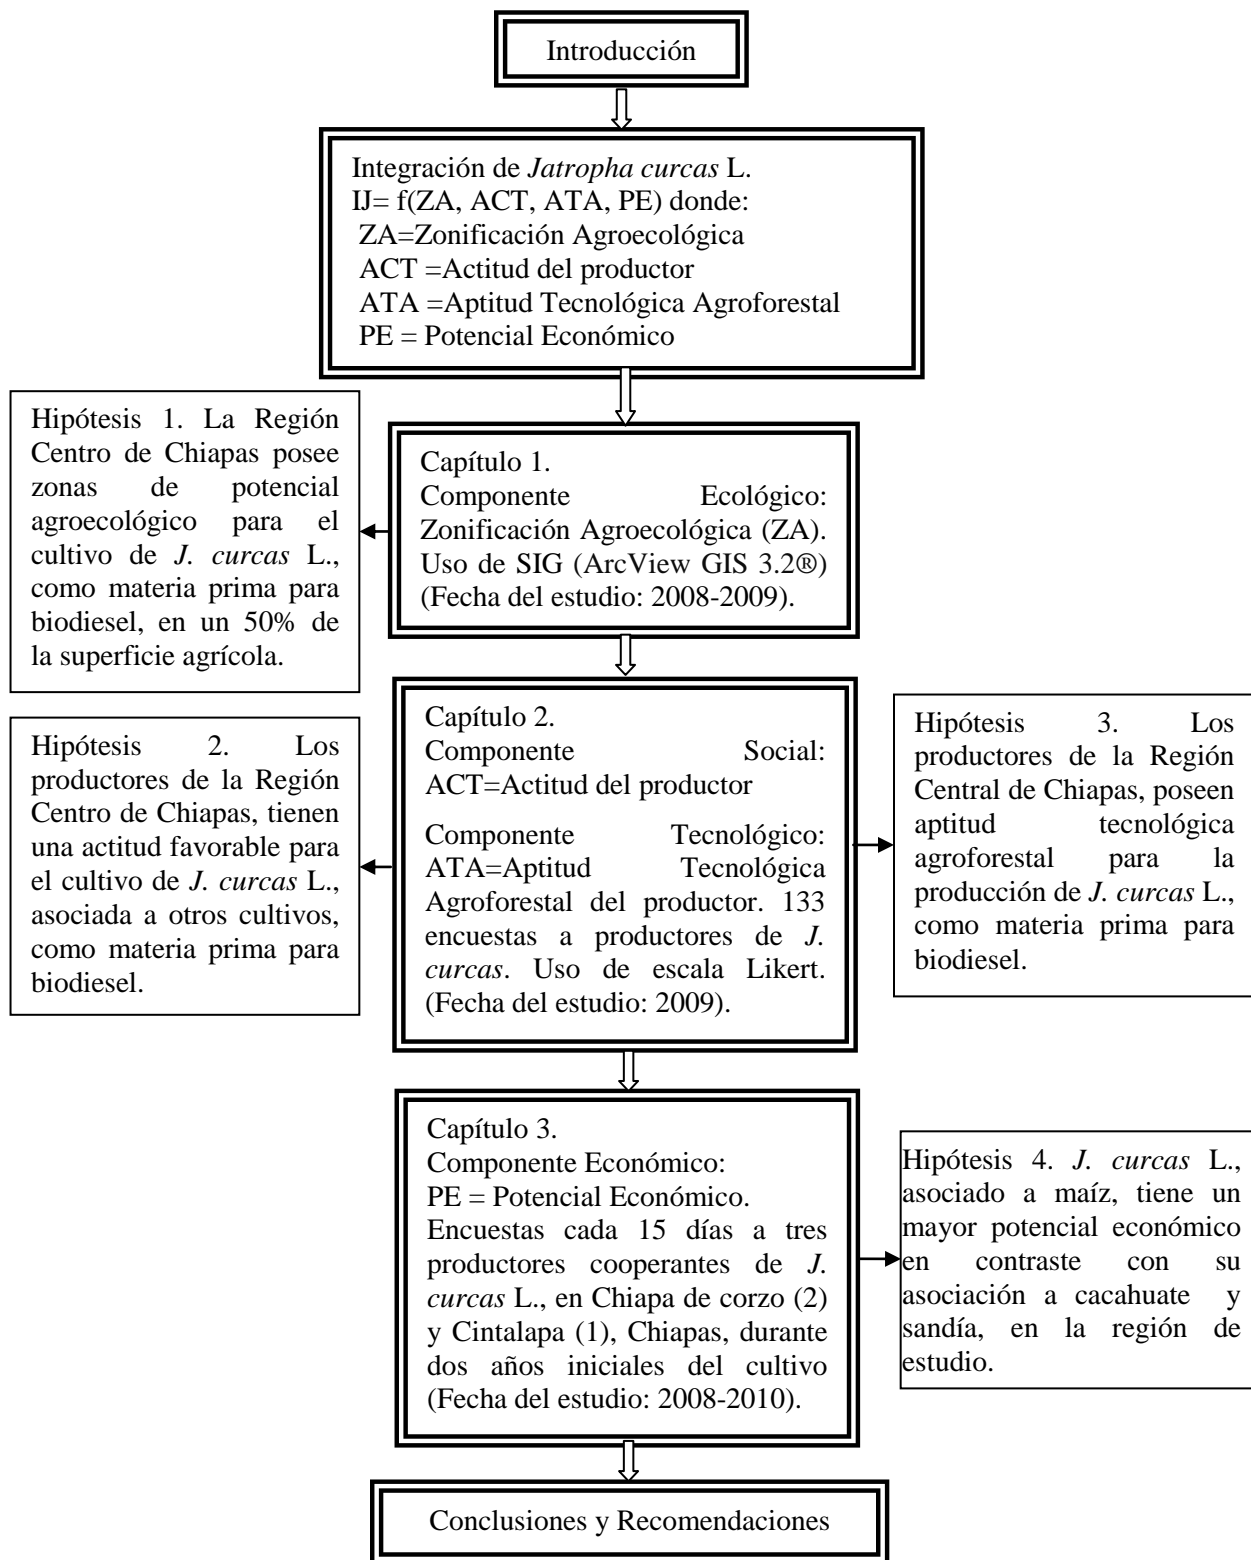 Introducción
Integración de Jatropha curcas L.
IJ= f(ZA, ACT, ATA, PE) donde:
ZA=Zonificación Agroecológica
ACT =Actitud del productor
ATA =Aptitud Tecnológica Agroforestal
PE = Potencial Económico
Hipótesis 1. La Región
Centro de Chiapas posee
zonas de potencial
agroecológico para el
cultivo de J. curcas L.,
como materia prima para
biodiesel, en un 50% de
la superficie agrícola.
Capítulo 1.
Componente Ecológico:
Zonificación Agroecológica (ZA).
Uso de SIG (ArcView GIS 3.2®)
(Fecha del estudio: 2008-2009).
Hipótesis 2. Los
productores de la Región
Centro de Chiapas, tienen
una actitud favorable para
el cultivo de J. curcas L.,
asociada a otros cultivos,
como materia prima para
biodiesel.
Capítulo 2.
Componente Social:
ACT=Actitud del productor
Componente Tecnológico:
ATA=Aptitud Tecnológica
Agroforestal del productor. 133
encuestas a productores de J.
curcas. Uso de escala Likert.
(Fecha del estudio: 2009).
Hipótesis 3. Los
productores de la Región
Central de Chiapas, poseen
aptitud tecnológica
agroforestal para la
producción de J. curcas L.,
como materia prima para
biodiesel.
Capítulo 3.
Componente Económico:
PE = Potencial Económico.
Encuestas cada 15 días a tres
productores cooperantes de J.
curcas L., en Chiapa de corzo (2)
y Cintalapa (1), Chiapas, durante
dos años iniciales del cultivo
(Fecha del estudio: 2008-2010).
Hipótesis 4. J. curcas L.,
asociado a maíz, tiene un
mayor potencial económico
en contraste con su
asociación a cacahuate y
sandía, en la región de
estudio.
Conclusiones y Recomendaciones